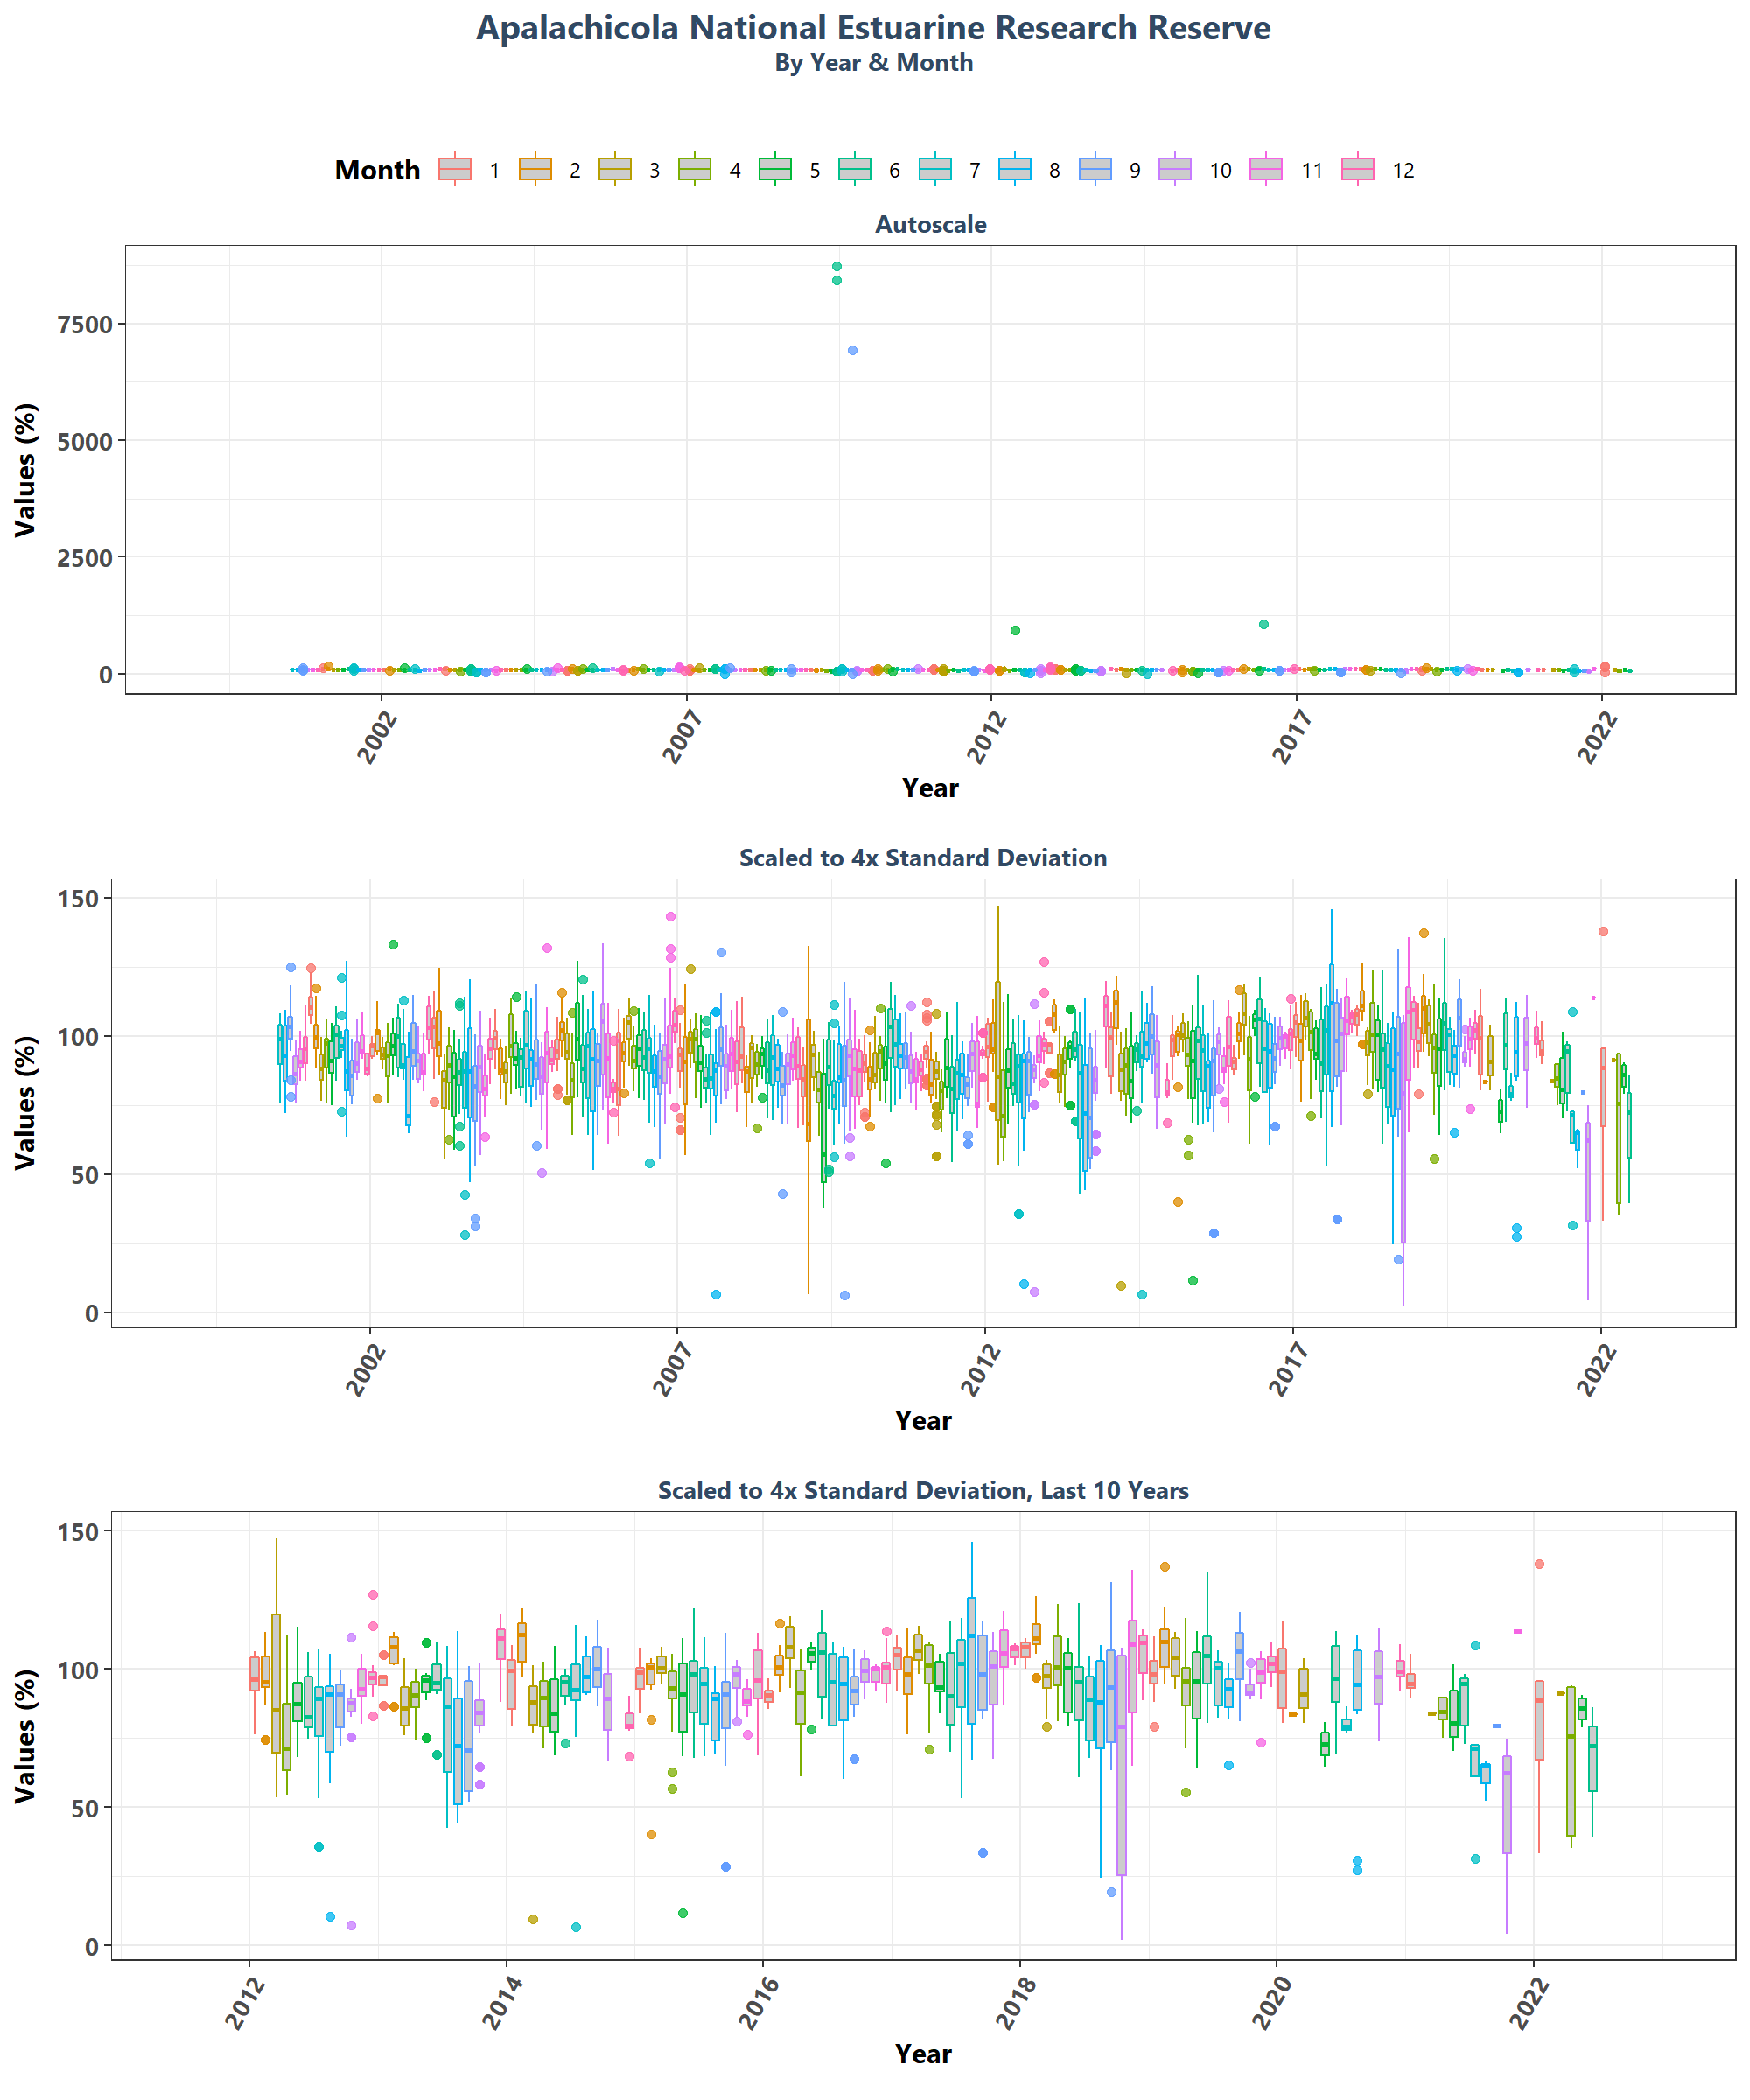 Apalachicola National Estuarine Research Reserve
By Year & Month
Month 1 2 3 4 5 6 7 8 9 10 11 12
Autoscale
Values (%)
7500
5000
2500
0
2002 2007 2012 2017 2022
Year
Scaled to 4x Standard Deviation
Values (%)
150
100
50
0
2002 2007 2012 2017 2022
Year
Scaled to 4x Standard Deviation, Last 10 Years
Values (%)
150
100
50
0
2012 2014 2016 2018 2020 2022
Year